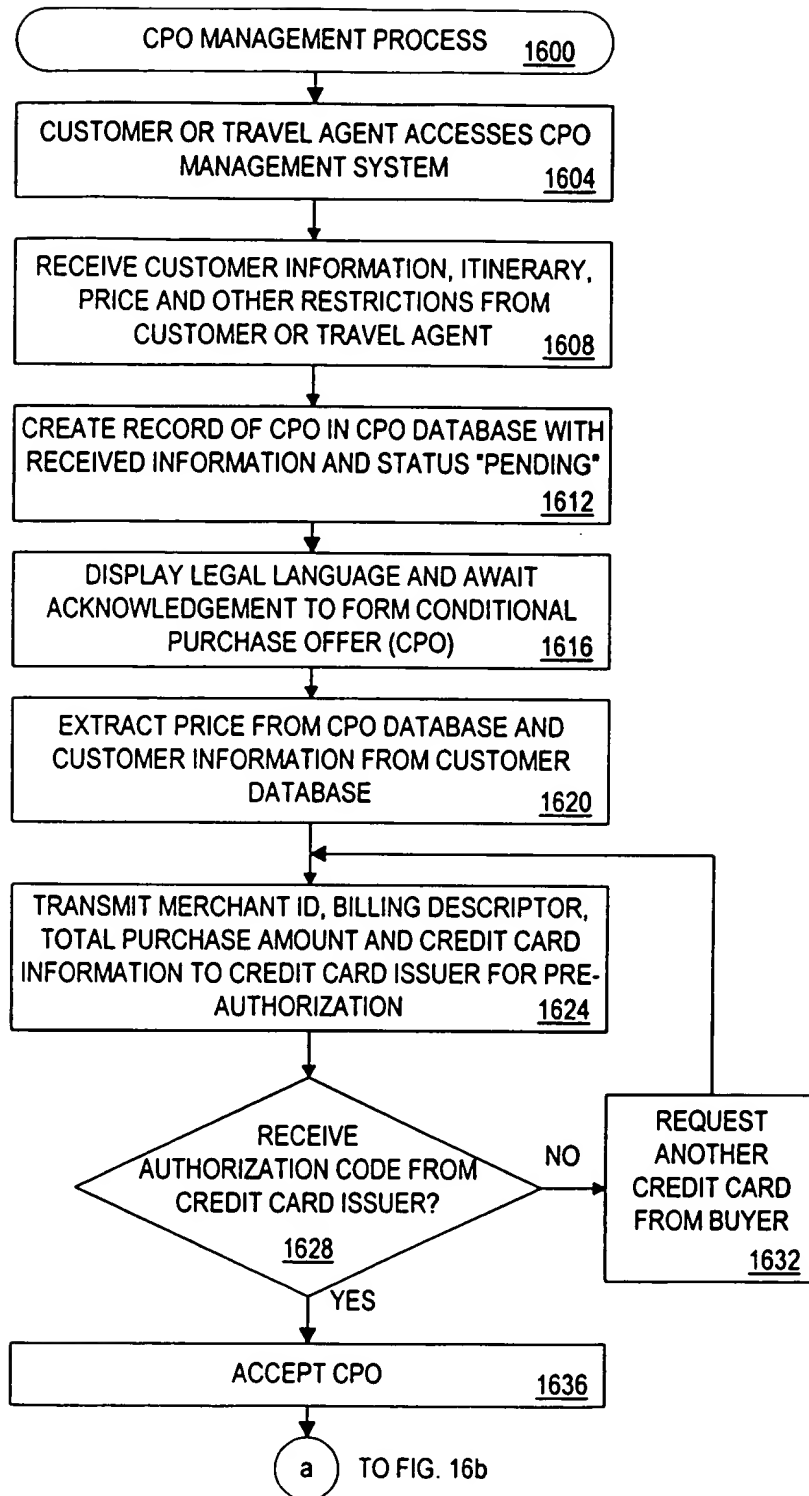 CPO MANAGEMENT PROCESS 1600
CUSTOMER OR TRAVEL AGENT ACCESSES CPO
MANAGEMENT SYSTEM
1604
RECEIVE CUSTOMER INFORMATION, ITINERARY,
PRICE AND OTHER RESTRICTIONS FROM
CUSTOMER OR TRAVEL AGENT 1608
CREATE RECORD OF CPO IN CPO DATABASE WITH
RECEIVED INFORMATION AND STATUS "PENDING"
1612
DISPLAY LEGAL LANGUAGE AND AWAIT
ACKNOWLEDGEMENT TO FORM CONDITIONAL
PURCHASE OFFER (CPO) 1616
EXTRACT PRICE FROM CPO DATABASE AND
CUSTOMER INFORMATION FROM CUSTOMER
DATABASE 1620
TRANSMIT MERCHANT ID, BILLING DESCRIPTOR,
TOTAL PURCHASE AMOUNT AND CREDIT CARD
INFORMATION TO CREDIT CARD ISSUER FOR PRE-
AUTHORIZATION 1624
RECEIVE
AUTHORIZATION CODE FROM
CREDIT CARD ISSUER?
1628
NO
REQUEST
ANOTHER
CREDIT CARD
FROM BUYER
1632
YES
ACCEPT CPO 1636
a TO FIG. 16b